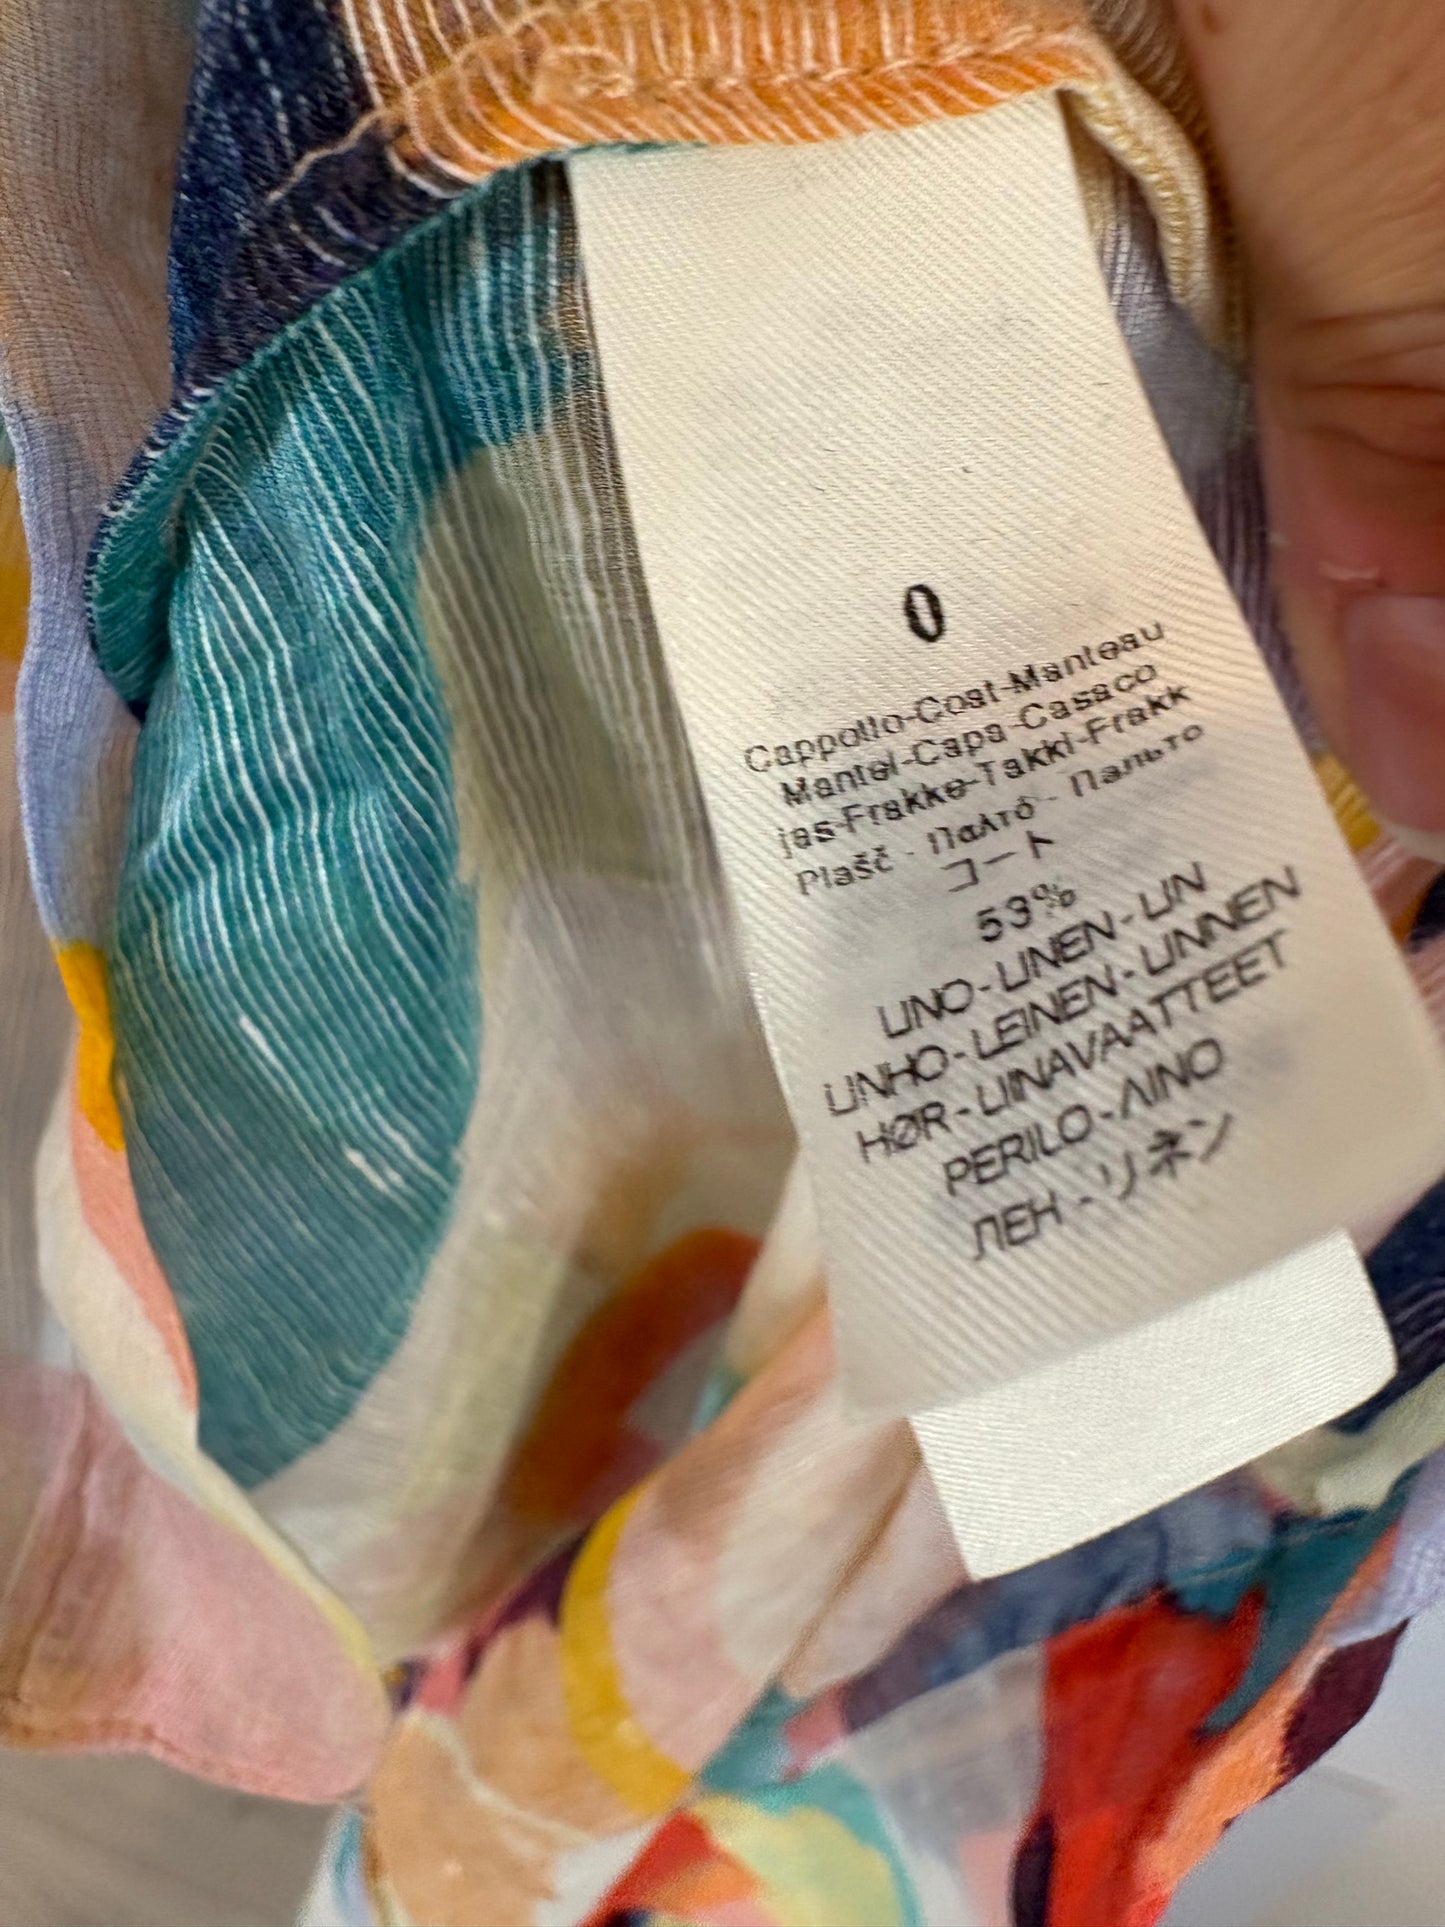 0
Cappotto-Coat-Manteau
Mantel-Capa-Casaco
jas-Frakke-Takki-Frakk
Plašč - Παλτό - Пальто
コート
53%
LINO - LINEN - LIN
LINHO - LEINEN - LINNEN
HØR - LIINAVAATTEET
PERIILO - ΛΙΝΟ
ЛЕН - リネン